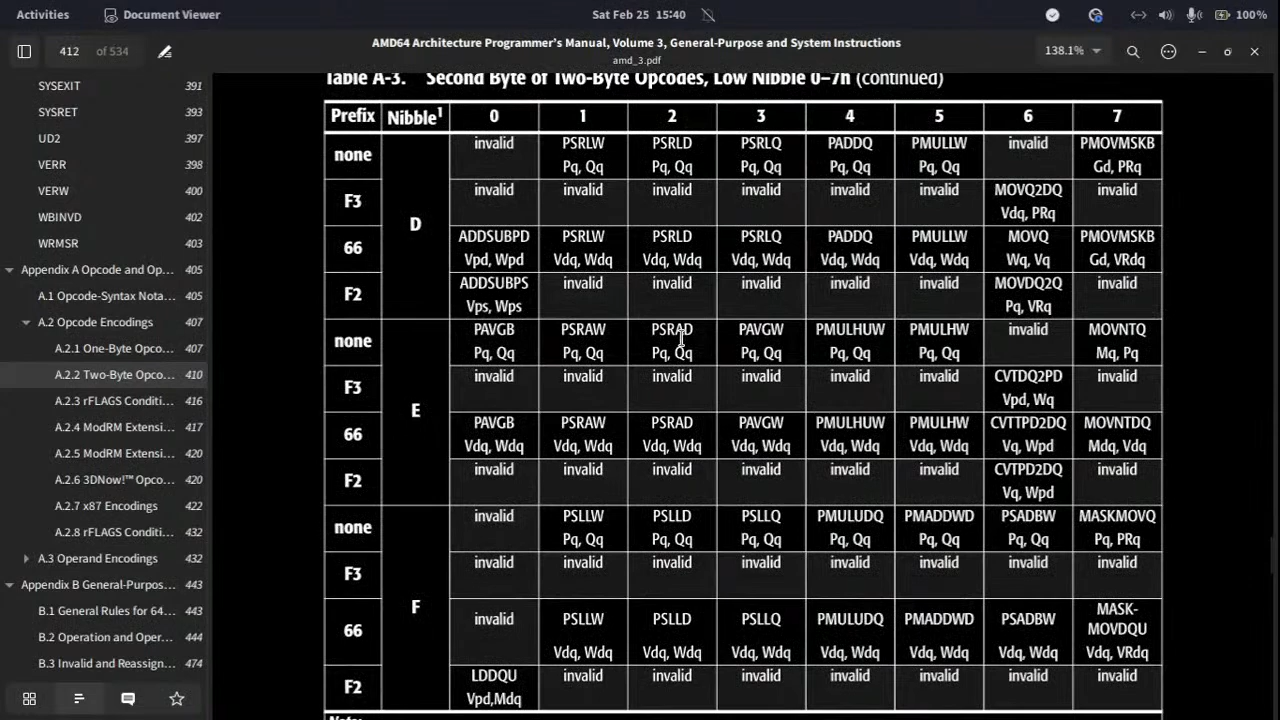 Activities
Document Viewer
Sat Feb 25 15:40
100%
412 of 534
AMD64 Architecture Programmer's Manual, Volume 3, General-Purpose and System Instructions
amd_3.pdf
138.1%
SYSEXIT 391
SYSRET 393
UD2 397
VERR 398
VERW 400
WBINVD 402
WRMSR 403
Appendix A Opcode and Op... 405
A.1 Opcode-Syntax Nota... 405
A.2 Opcode Encodings 407
A.2.1 One-Byte Opco... 407
A.2.2 Two-Byte Opco... 410
A.2.3 rFLAGS Conditi... 416
A.2.4 ModRM Extensi... 417
A.2.5 ModRM Extensi... 420
A.2.6 3DNow!™ Opco... 420
A.2.7 x87 Encodings 422
A.2.8 rFLAGS Conditi... 432
A.3 Operand Encodings 432
Appendix B General-Purpos... 443
B.1 General Rules for 64... 443
B.2 Operation and Oper... 444
B.3 Invalid and Reassign... 474
Table A-3. Second Byte of Two-Byte Opcodes, Low Nibble 0–7h (continued)
Prefix Nibble1 0 1 2 3 4 5 6 7
none D invalid PSRLW PSRLD PSRLQ PADDQ PMULLW invalid PMOVMSKB
Pq, Qq Pq, Qq Pq, Qq Pq, Qq Pq, Qq Gd, PRq
F3 invalid invalid invalid invalid invalid invalid MOVQ2DQ invalid
Vdq, PRq
66 ADDSUBPD PSRLW PSRLD PSRLQ PADDQ PMULLW MOVQ PMOVMSKB
Vpd, Wpd Vdq, Wdq Vdq, Wdq Vdq, Wdq Vdq, Wdq Vdq, Wdq Wq, Vq Gd, VRdq
F2 ADDSUBPS invalid invalid invalid invalid invalid MOVDQ2Q invalid
Vps, Wps Pq, VRq
none E PAVGB PSRAW PSRAD PAVGW PMULHUW PMULHW invalid MOVNTQ
Pq, Qq Pq, Qq Pq, Qq Pq, Qq Pq, Qq Pq, Qq Mq, Pq
F3 invalid invalid invalid invalid invalid invalid CVTDQ2PD invalid
Vpd, Wq
66 PAVGB PSRAW PSRAD PAVGW PMULHUW PMULHW CVTTPD2DQ MOVNTDQ
Vdq, Wdq Vdq, Wdq Vdq, Wdq Vdq, Wdq Vdq, Wdq Vdq, Wdq Vq, Wpd Mdq, Vdq
F2 invalid invalid invalid invalid invalid invalid CVTPD2DQ invalid
Vq, Wpd
none F invalid PSLLW PSLLD PSLLQ PMULUDQ PMADDWD PSADBW MASKMOVQ
Pq, Qq Pq, Qq Pq, Qq Pq, Qq Pq, Qq Pq, Qq Pq, PRq
F3 invalid invalid invalid invalid invalid invalid invalid invalid
66 invalid PSLLW PSLLD PSLLQ PMULUDQ PMADDWD PSADBW MASK-
MOVDQU
Vdq, Wdq Vdq, Wdq Vdq, Wdq Vdq, Wdq Vdq, Wdq Vdq, Wdq Vdq, VRdq
F2 LDDQU invalid invalid invalid invalid invalid invalid invalid
Vpd,Mdq
Note: